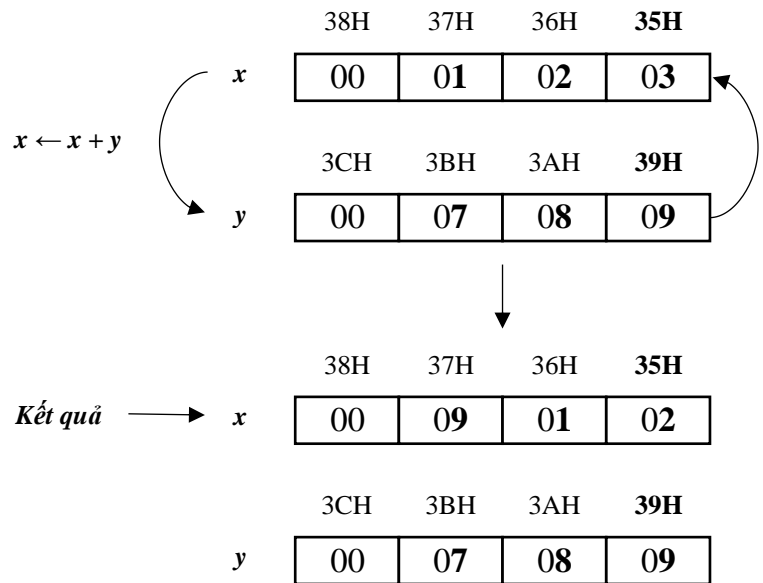 38H 37H 36H 35H
x 00 01 02 03
x ← x + y
3CH 3BH 3AH 39H
y 00 07 08 09
38H 37H 36H 35H
Kết quả x 00 09 01 02
3CH 3BH 3AH 39H
y 00 07 08 09